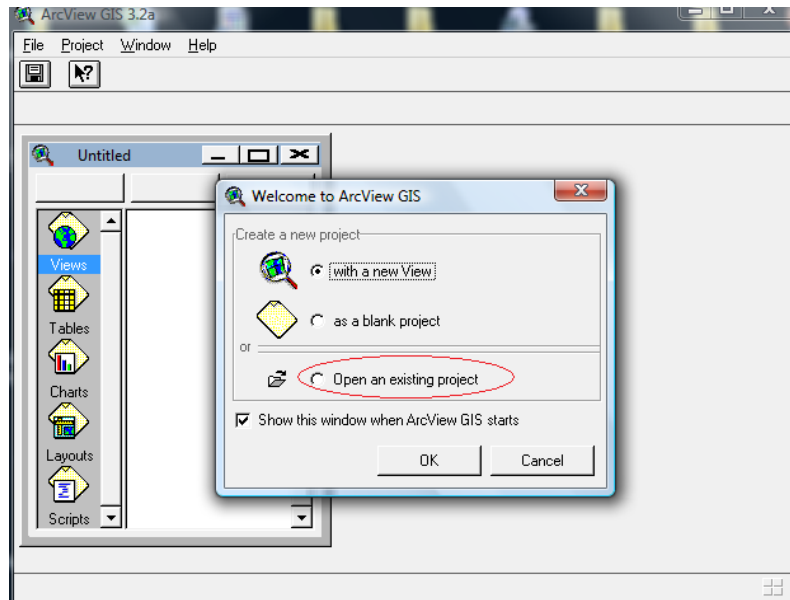 ArcView GIS 3.2a
File Project Window Help
Untitled
Views
Tables
Charts
Layouts
Scripts
Welcome to ArcView GIS
Create a new project
with a new View
as a blank project
or
Open an existing project
Show this window when ArcView GIS starts
OK Cancel